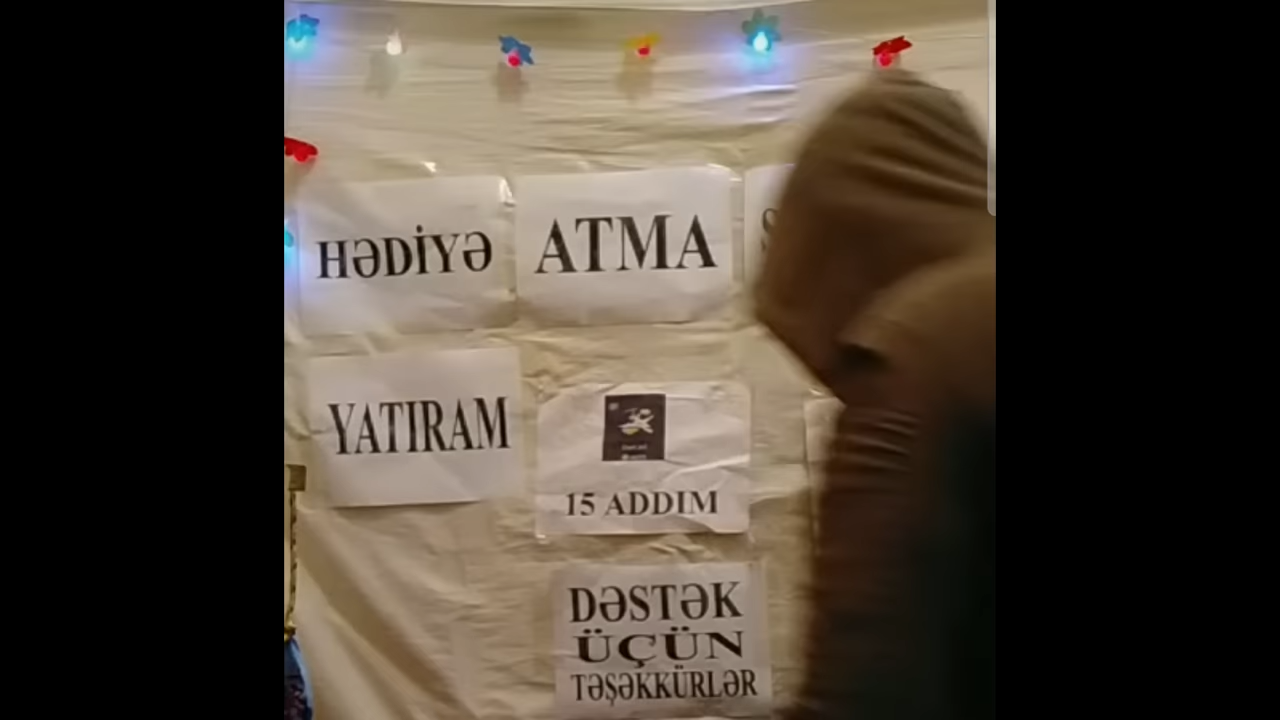 HƏDİYƏ
ATMA
YATIRAM
15 ADDIM
DƏSTƏK
ÜÇÜN
TƏŞƏKKÜRLƏR